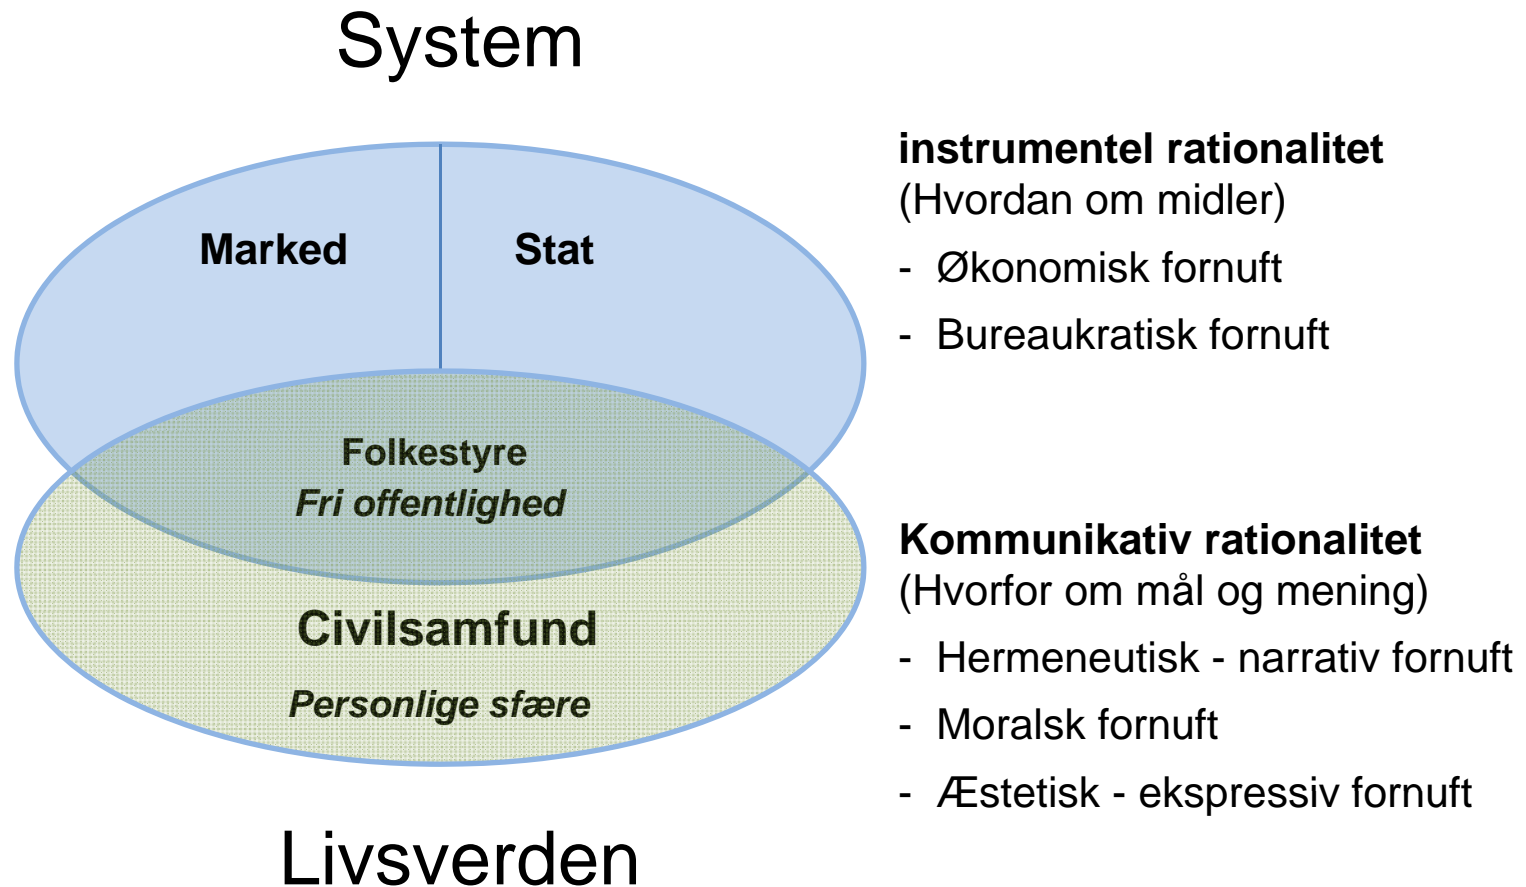 System
Marked
Stat
Folkestyre
Fri offentlighed
Civilsamfund
Personlige sfære
Livsverden
instrumentel rationalitet
(Hvordan om midler)
- Økonomisk fornuft
- Bureaukratisk fornuft
Kommunikativ rationalitet
(Hvorfor om mål og mening)
- Hermeneutisk - narrativ fornuft
- Moralsk fornuft
- Æstetisk - ekspressiv fornuft